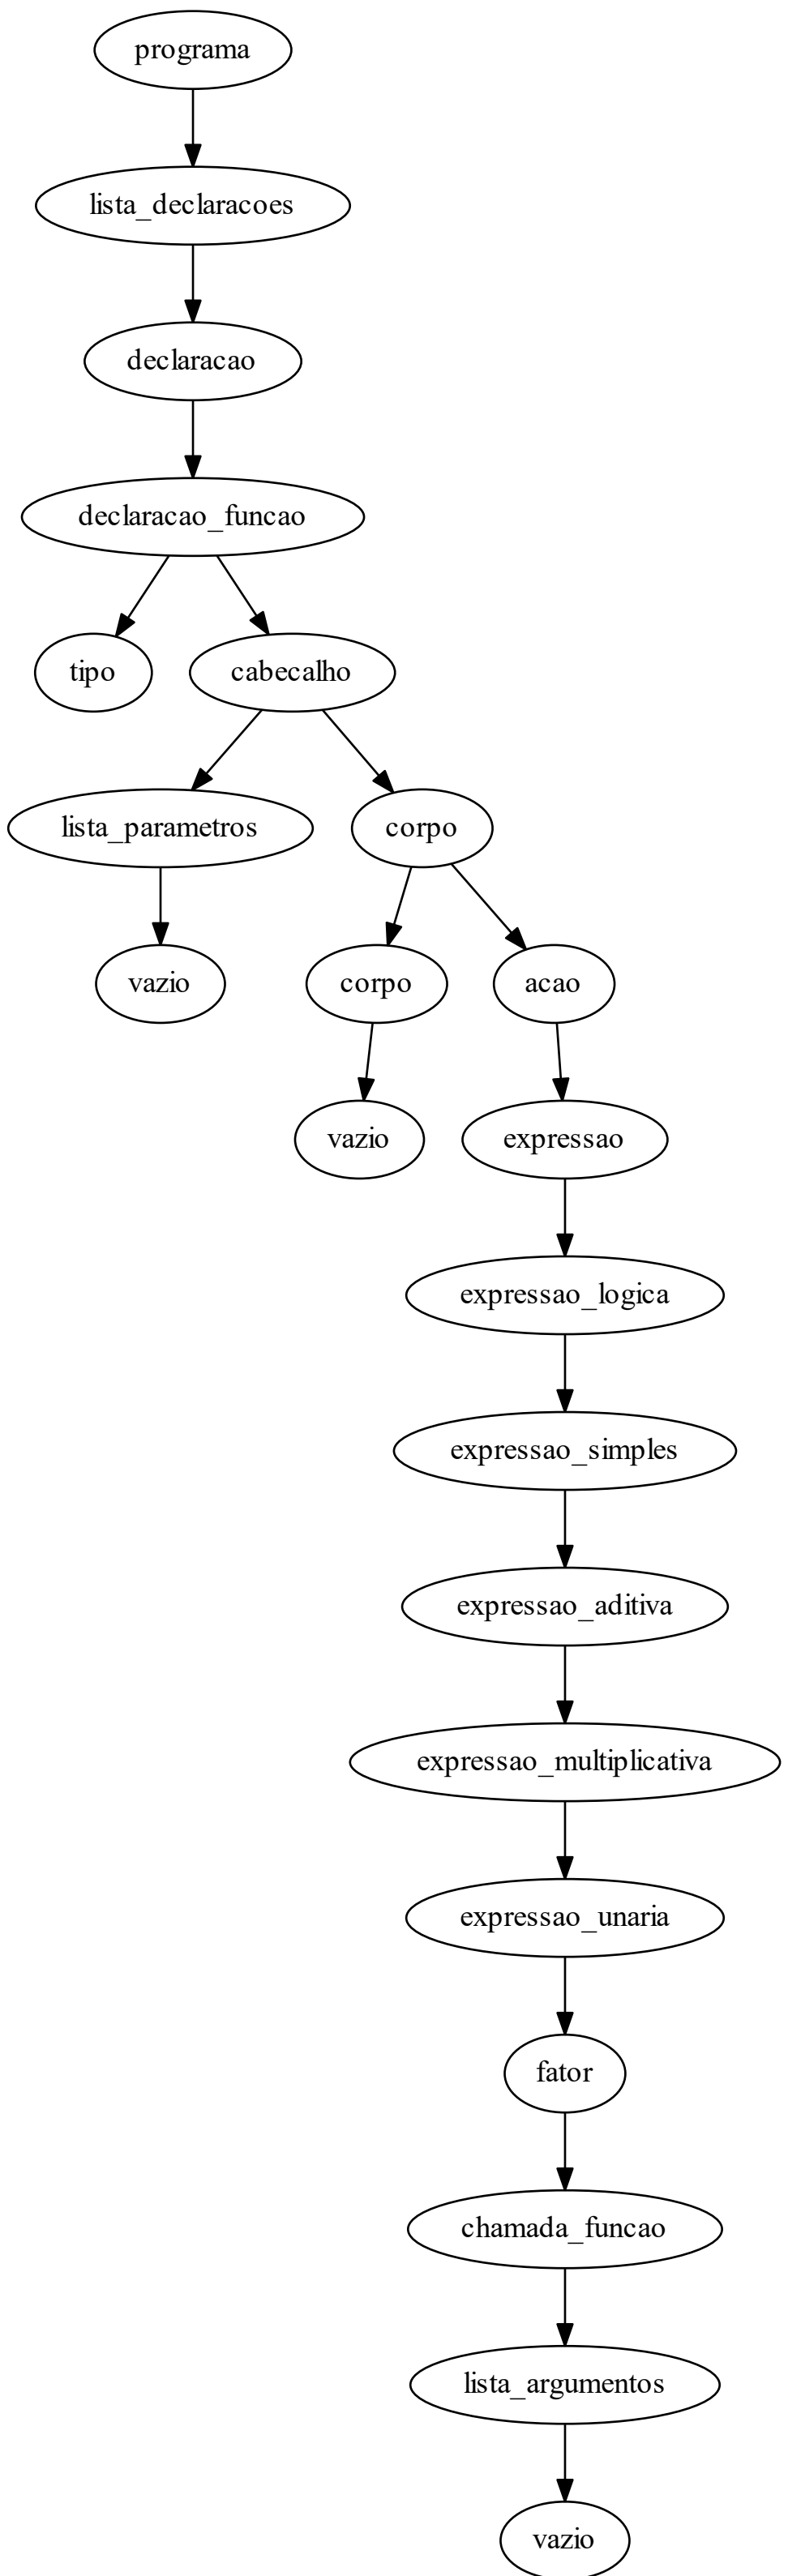 programa
lista_declaracoes
declaracao
declaracao_funcao
tipo
cabecalho
lista_parametros
corpo
vazio
corpo
acao
vazio
expressao
expressao_logica
expressao_simples
expressao_aditiva
expressao_multiplicativa
expressao_unaria
fator
chamada_funcao
lista_argumentos
vazio